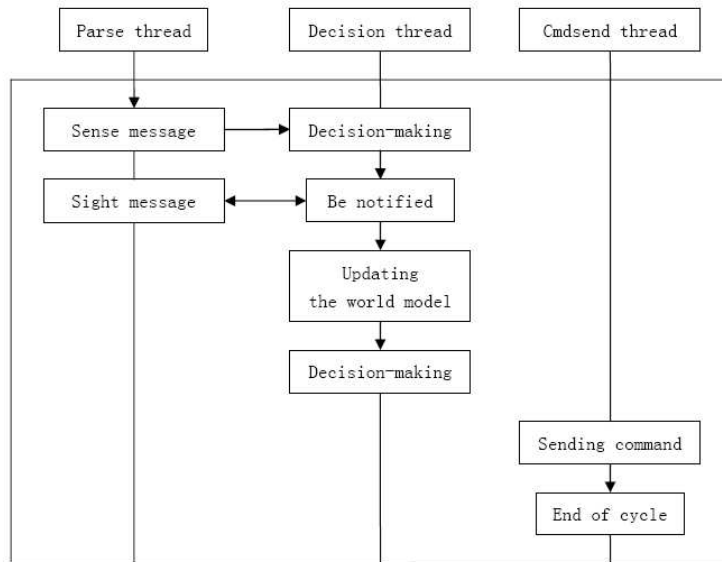 Parse thread
Decision thread
Cmdsend thread
Sense message
Decision-making
Sight message
Be notified
Updating
the world model
Decision-making
Sending command
End of cycle